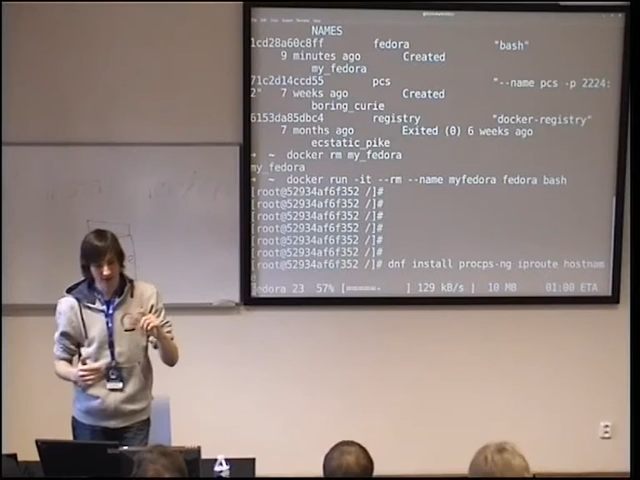 NAMES
1cd28a60c8ff fedora "bash"
9 minutes ago Created
my_fedora
71c2d14ccd55 pcs "--name pcs -p 2224:
2" 7 weeks ago Created
boring_curie
6153da85dbc4 registry "docker-registry"
7 months ago Exited (0) 6 weeks ago
ecstatic_pike
→ ~ docker rm my_fedora
my_fedora
→ ~ docker run -it --rm --name myfedora fedora bash
[root@52934af6f352 /]#
[root@52934af6f352 /]#
[root@52934af6f352 /]#
[root@52934af6f352 /]#
[root@52934af6f352 /]#
[root@52934af6f352 /]#
[root@52934af6f352 /]# dnf install procps-ng iproute hostnam
edora 23 57% [ ] 129 kB/s | 10 MB 01:00 ETA